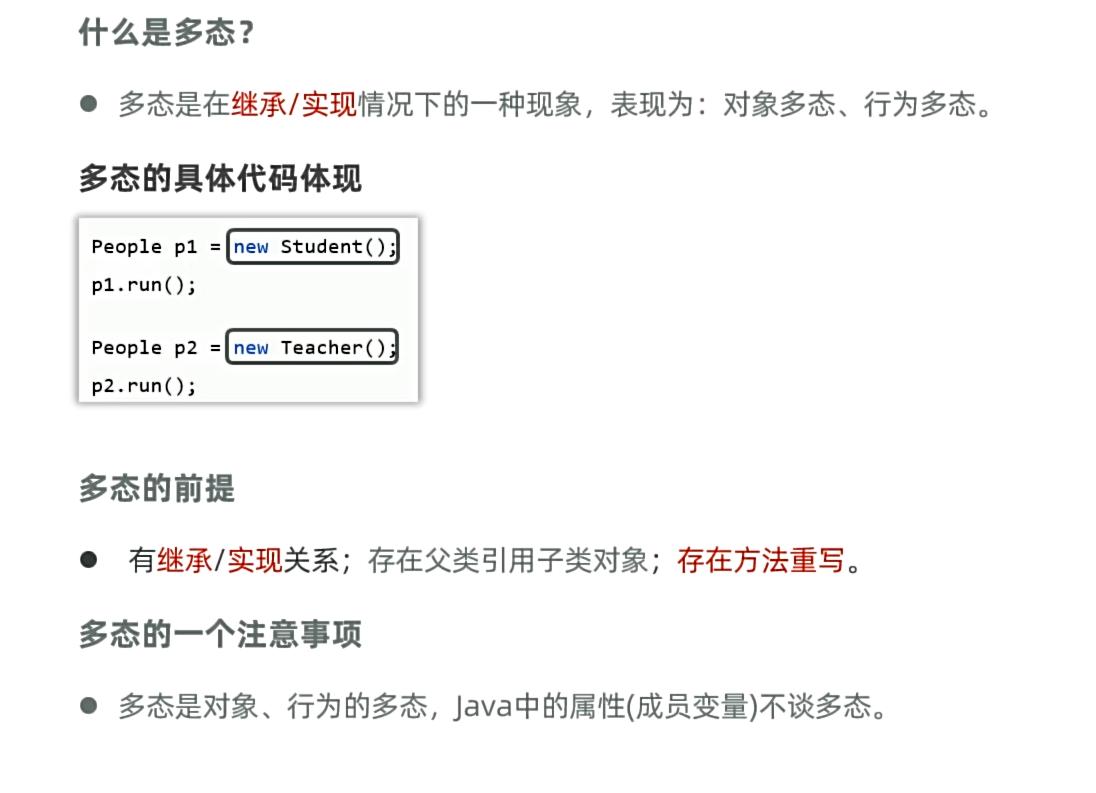 什么是多态？
● 多态是在继承/实现情况下的一种现象，表现为：对象多态、行为多态。
多态的具体代码体现
People p1 = new Student();
p1.run();
People p2 = new Teacher();
p2.run();
多态的前提
● 有继承/实现关系；存在父类引用子类对象；存在方法重写。
多态的一个注意事项
● 多态是对象、行为的多态，Java中的属性(成员变量)不谈多态。